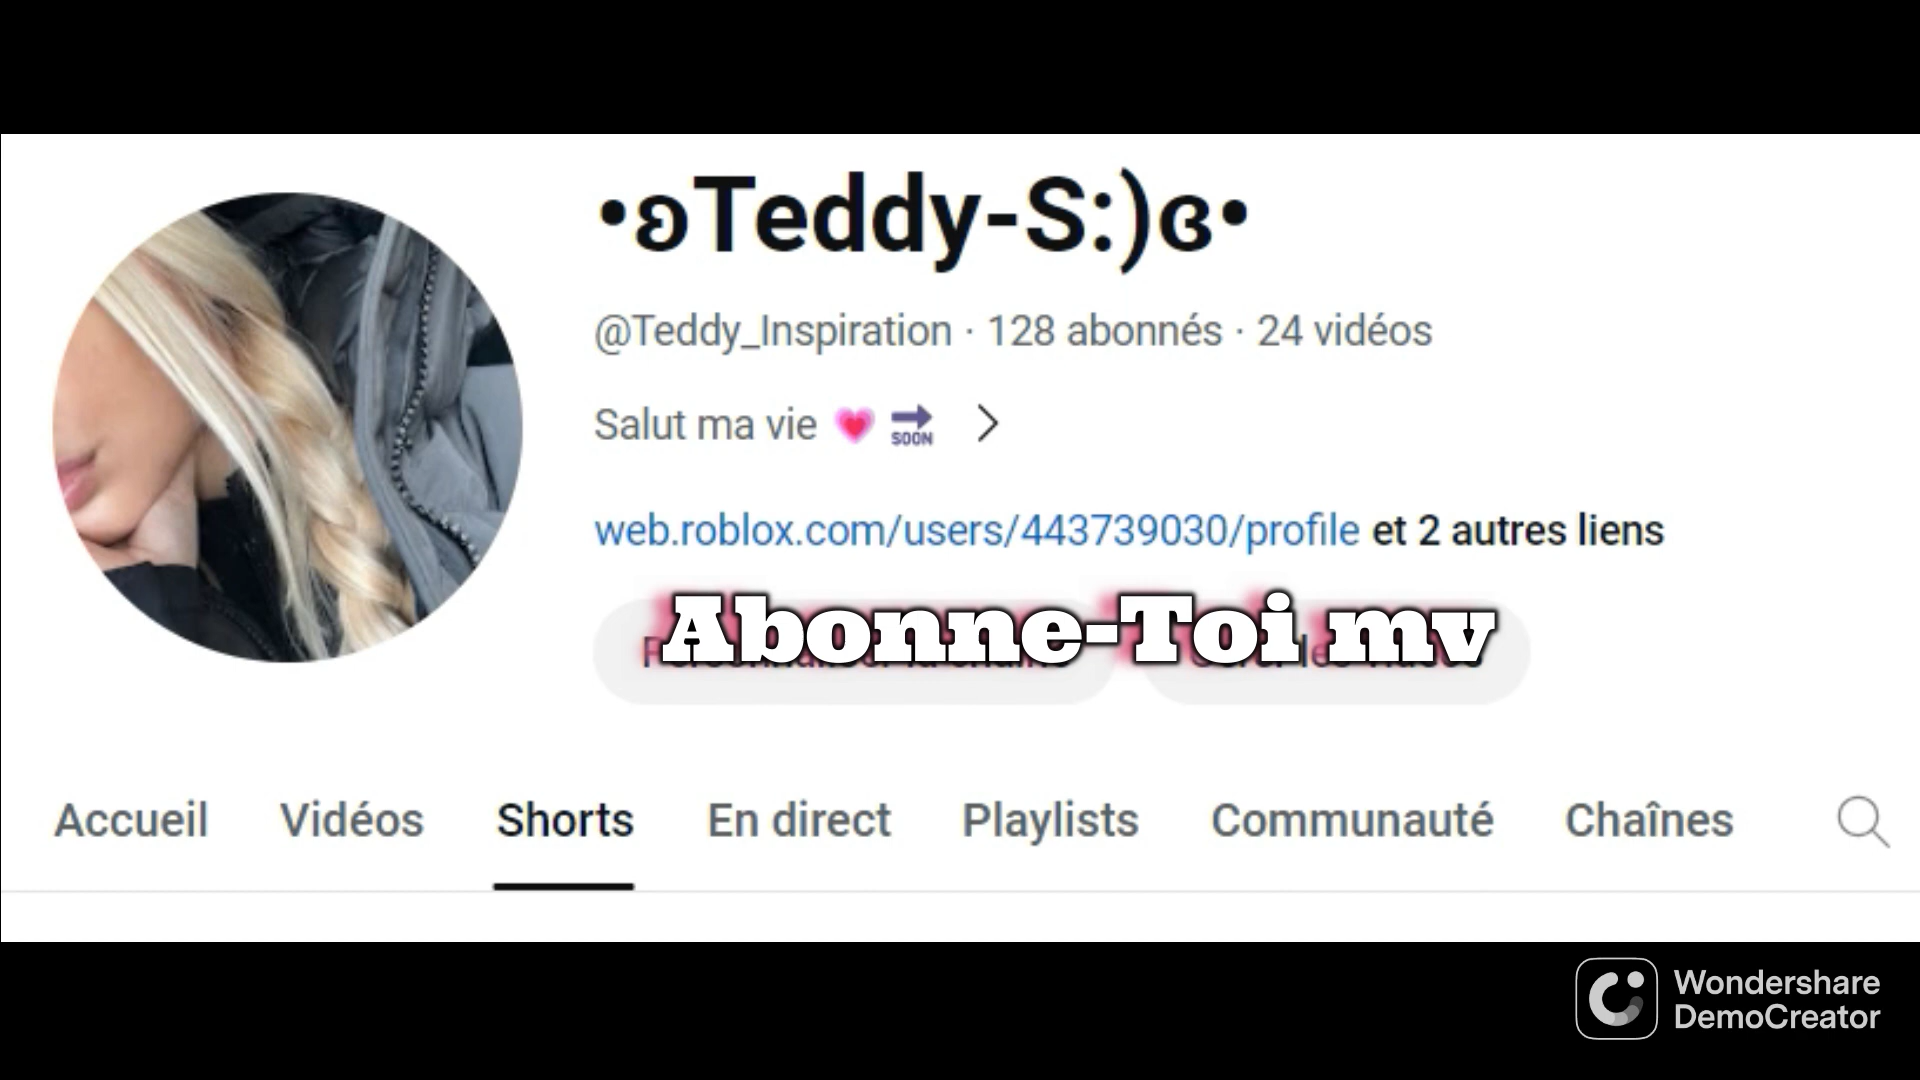 •ʚTeddy-S:)ɞ•
@Teddy_Inspiration · 128 abonnés · 24 vidéos
Salut ma vie 💗 🔜 >
web.roblox.com/users/443739030/profile et 2 autres liens
Abonne-Toi mv
Accueil Vidéos Shorts En direct Playlists Communauté Chaînes
Wondershare
DemoCreator